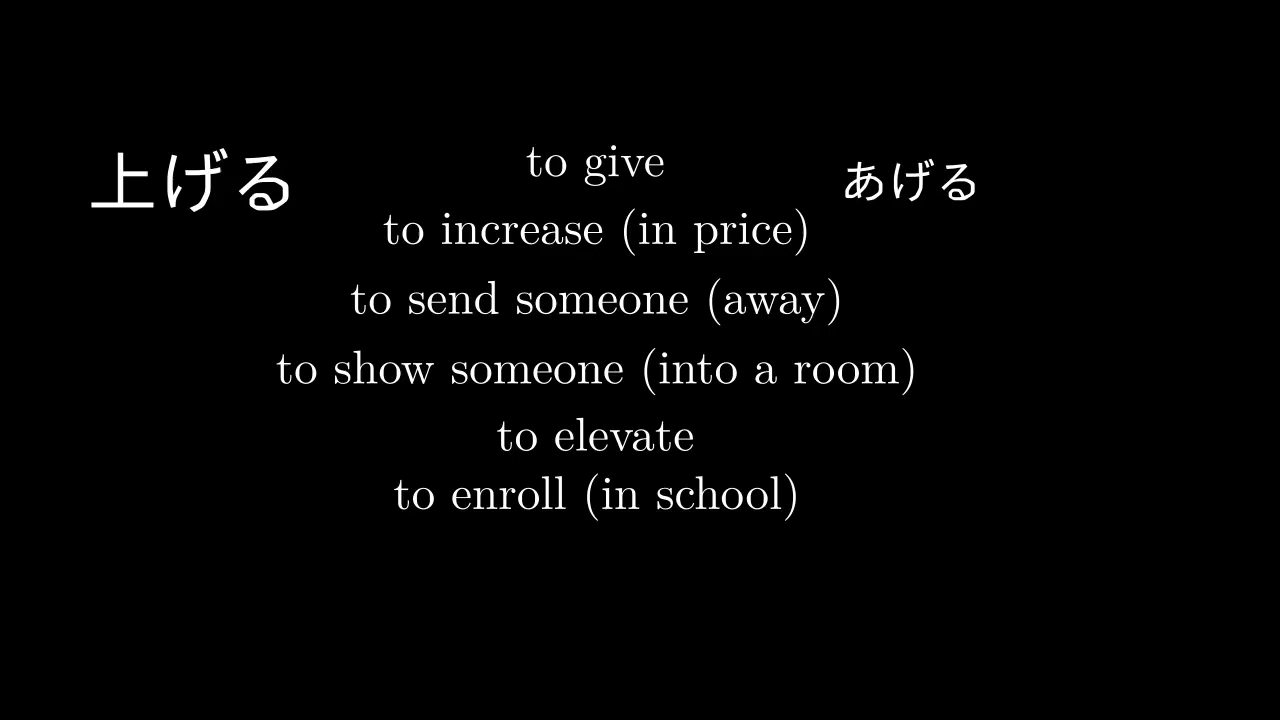 上げる to give あげる
to increase (in price)
to send someone (away)
to show someone (into a room)
to elevate
to enroll (in school)